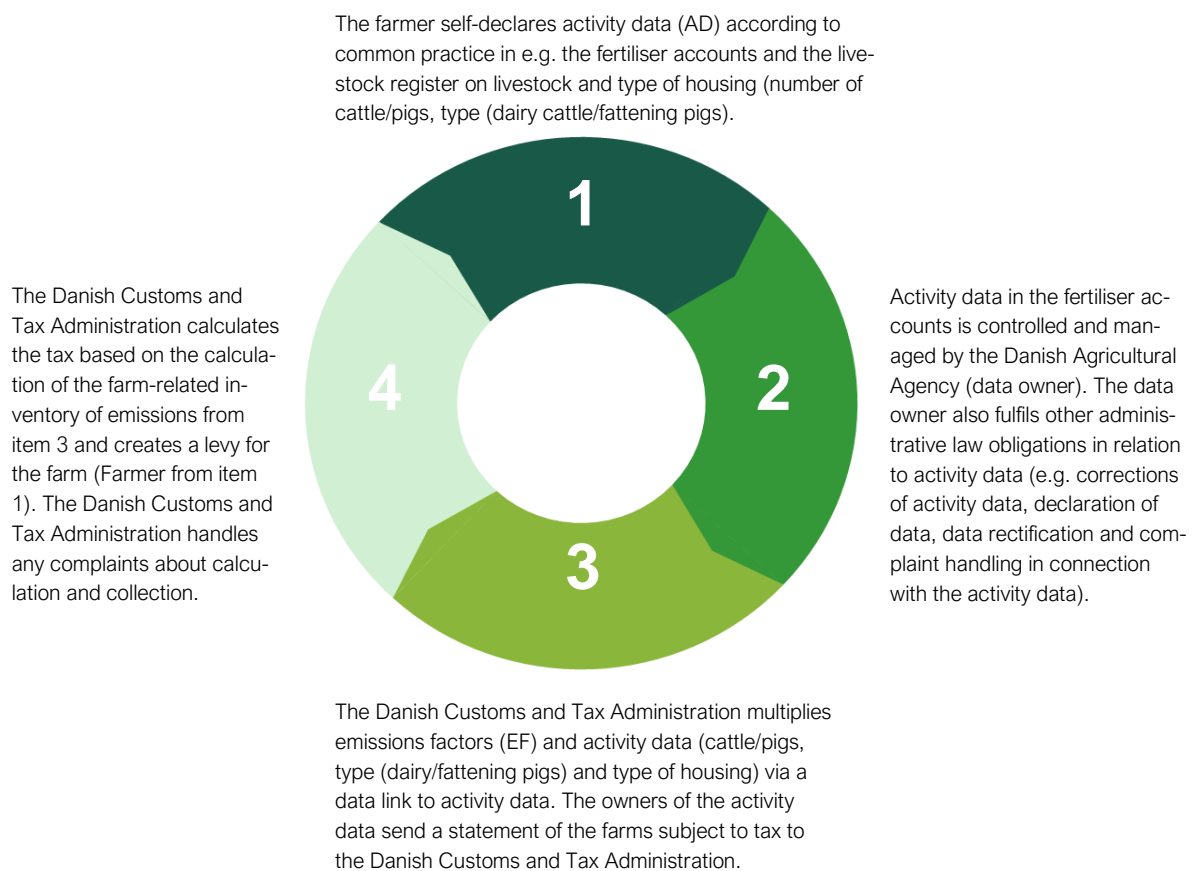 The farmer self-declares activity data (AD) according to
common practice in e.g. the fertiliser accounts and the live-
stock register on livestock and type of housing (number of
cattle/pigs, type (dairy cattle/fattening pigs).
1
2
Activity data in the fertiliser ac-
counts is controlled and man-
aged by the Danish Agricultural
Agency (data owner). The data
owner also fulfils other adminis-
trative law obligations in relation
to activity data (e.g. corrections
of activity data, declaration of
data, data rectification and com-
plaint handling in connection
with the activity data).
3
The Danish Customs and Tax Administration multiplies
emissions factors (EF) and activity data (cattle/pigs,
type (dairy/fattening pigs) and type of housing) via a
data link to activity data. The owners of the activity
data send a statement of the farms subject to tax to
the Danish Customs and Tax Administration.
4
The Danish Customs and
Tax Administration calculates
the tax based on the calcula-
tion of the farm-related in-
ventory of emissions from
item 3 and creates a levy for
the farm (Farmer from item
1). The Danish Customs and
Tax Administration handles
any complaints about calcu-
lation and collection.